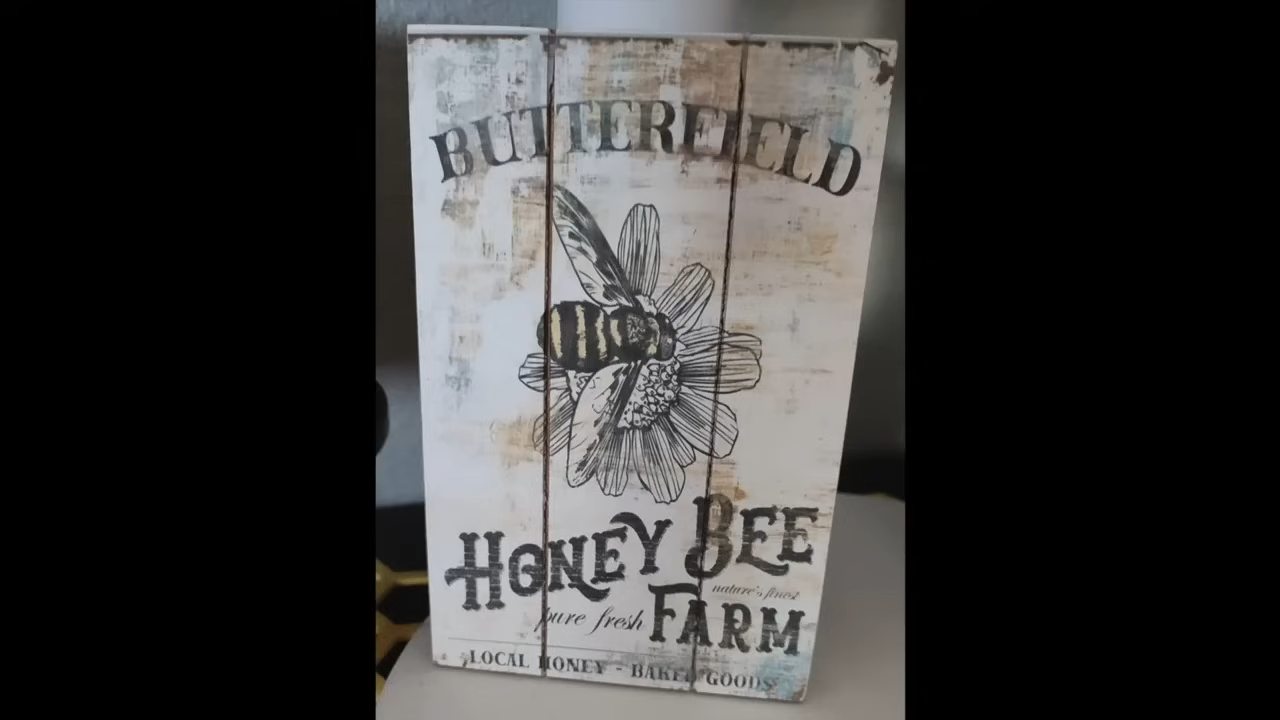 BUTTERFIELD
HONEY BEE
nature's finest
pure fresh FARM
LOCAL HONEY - BAKED GOODS